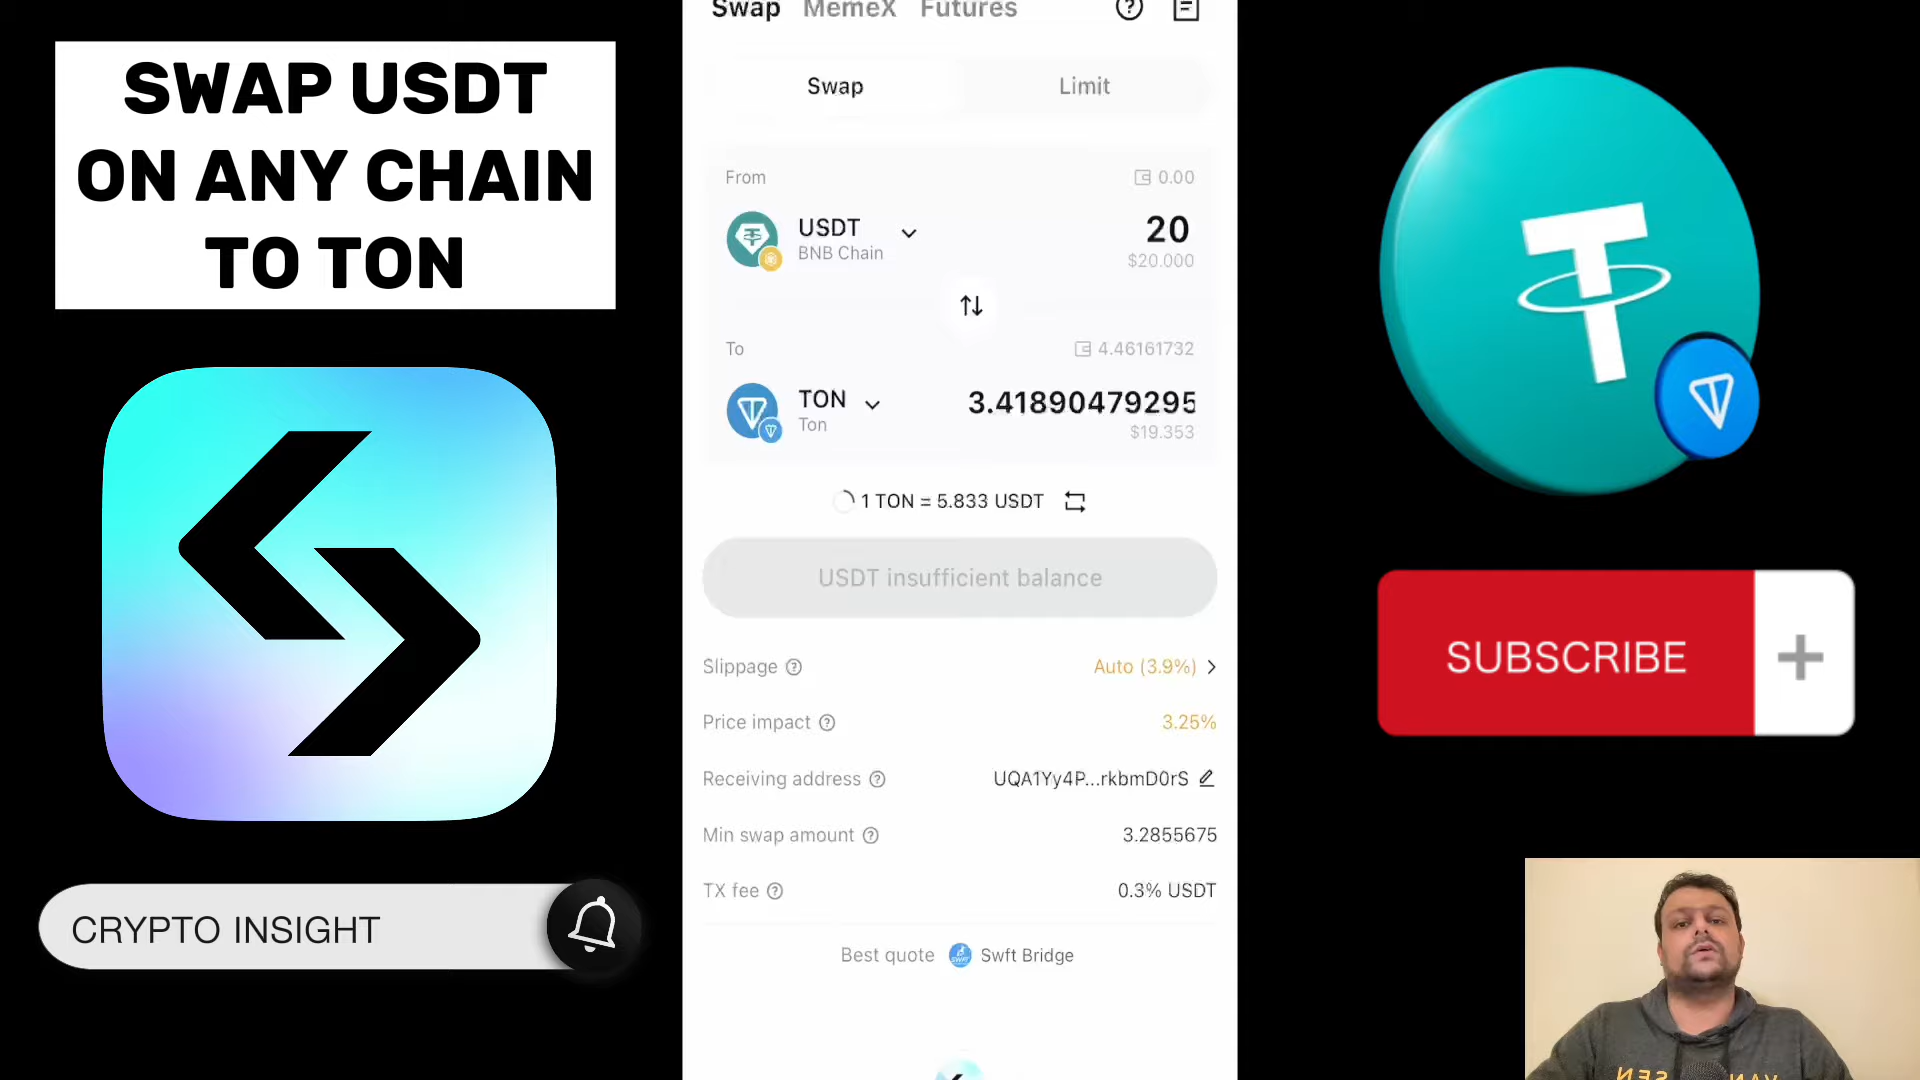 SWAP USDT
ON ANY CHAIN
TO TON
CRYPTO INSIGHT
Swap MemeX Futures
Swap Limit
From 0.00
USDT 20
BNB Chain $20.000
To 4.46161732
TON 3.41890479295
Ton $19.353
1 TON = 5.833 USDT
USDT insufficient balance
Slippage Auto (3.9%)
Price impact 3.25%
Receiving address UQA1Yy4P...rkbmD0rS
Min swap amount 3.2855675
TX fee 0.3% USDT
Best quote Swft Bridge
SUBSCRIBE +